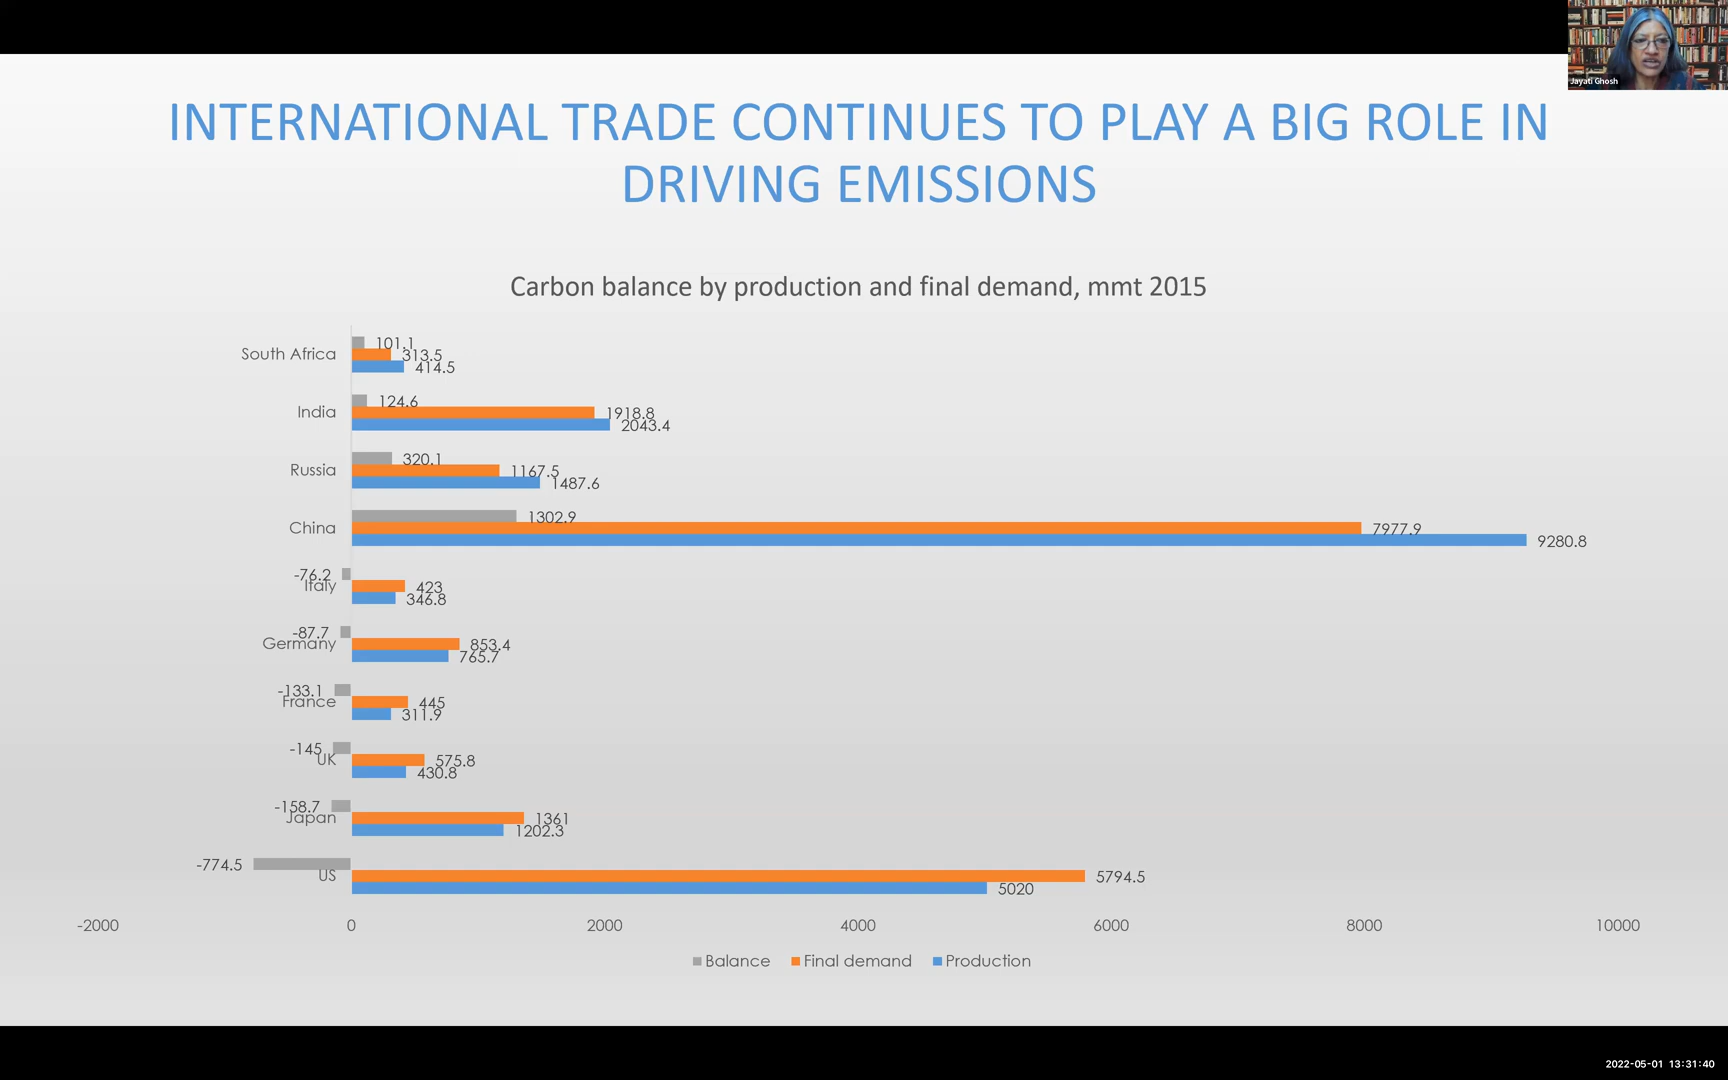 Jayati Ghosh
INTERNATIONAL TRADE CONTINUES TO PLAY A BIG ROLE IN
DRIVING EMISSIONS
Carbon balance by production and final demand, mmt 2015
101.1
South Africa 313.5
414.5
124.6
India 1918.8
2043.4
320.1
Russia 1167.5
1487.6
1302.9
China 7977.9
9280.8
-76.2
Italy 423
346.8
-87.7
Germany 853.4
765.7
-133.1
France 445
311.9
-145
UK 575.8
430.8
-158.7
Japan 1361
1202.3
-774.5
US 5794.5
5020
-2000 0 2000 4000 6000 8000 10000
Balance Final demand Production
2022-05-01 13:31:40